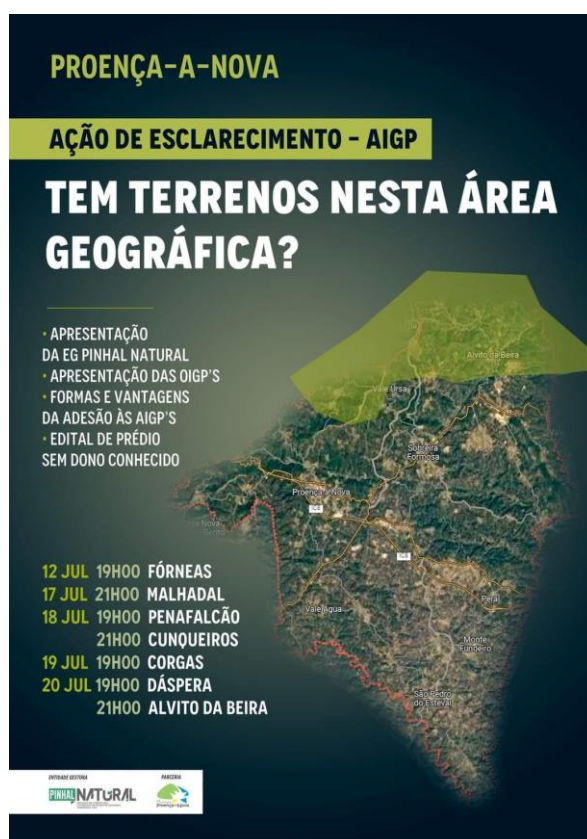 PROENÇA-A-NOVA
AÇÃO DE ESCLARECIMENTO - AIGP
TEM TERRENOS NESTA ÁREA
GEOGRÁFICA?
• APRESENTAÇÃO
DA EG PINHAL NATURAL
• APRESENTAÇÃO DAS OIGP'S
• FORMAS E VANTAGENS
DA ADESÃO ÀS AIGP'S
• EDITAL DE PRÉDIO
SEM DONO CONHECIDO
Alvito da Beira
Vale Ursa
Sobreira
Formosa
Proença-a-Nova
IC8
IC8
Vale Água
Peral
Monte
Fundeiro
São Pedro
do Esteval
12 JUL 19H00 FÓRNEAS
17 JUL 21H00 MALHADAL
18 JUL 19H00 PENAFALCÃO
21H00 CUNQUEIROS
19 JUL 19H00 CORGAS
20 JUL 19H00 DÁSPERA
21H00 ALVITO DA BEIRA
ENTIDADE GESTORA
PINHAL NATURAL
PARCERIA
proença-a-nova